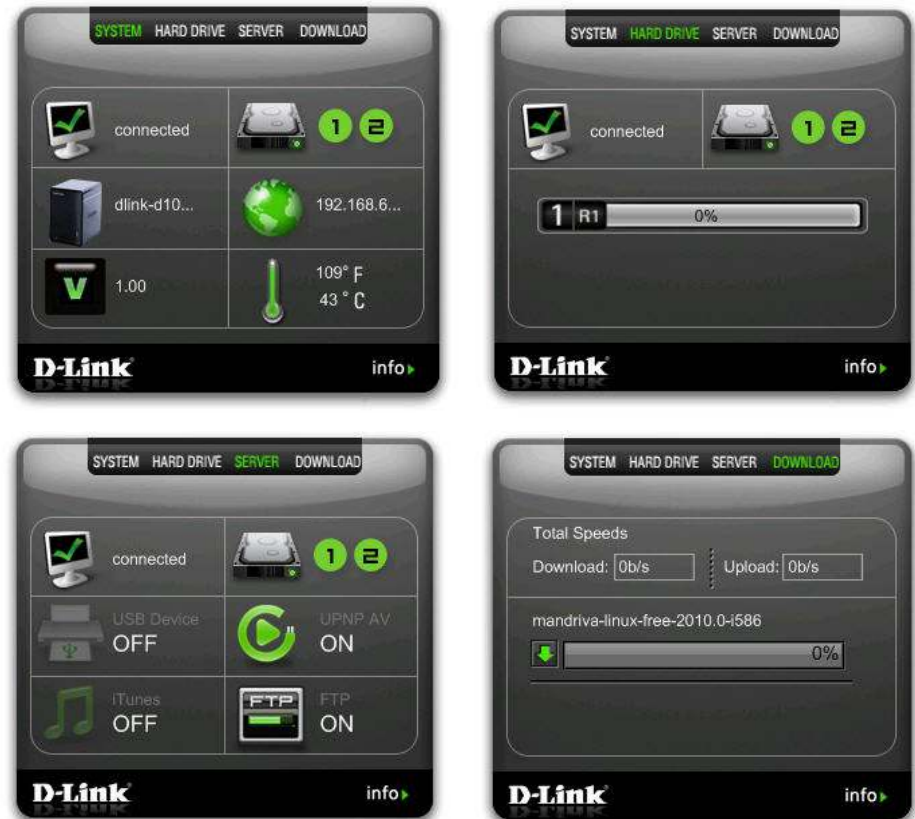 SYSTEM HARD DRIVE SERVER DOWNLOAD
connected 1 2
dlink-d10... 192.168.6...
V 1.00 109° F
43 ° C
D-Link info
SYSTEM HARD DRIVE SERVER DOWNLOAD
connected 1 2
1 R1 0%
D-Link info
SYSTEM HARD DRIVE SERVER DOWNLOAD
connected 1 2
USB Device UPNP AV
OFF ON
iTunes FTP FTP
OFF ON
D-Link info
SYSTEM HARD DRIVE SERVER DOWNLOAD
Total Speeds
Download: 0b/s Upload: 0b/s
mandriva-linux-free-2010.0-i586
0%
D-Link info